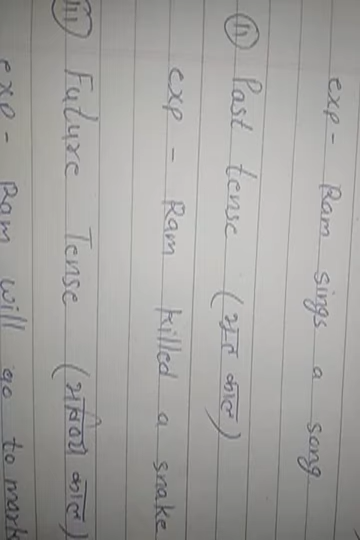 exp - Ram sings a song
(ii) Past tense (भूत काल)
exp - Ram killed a snake
(iii) Future Tense (भविष्य काल)
exp - Ram will go to